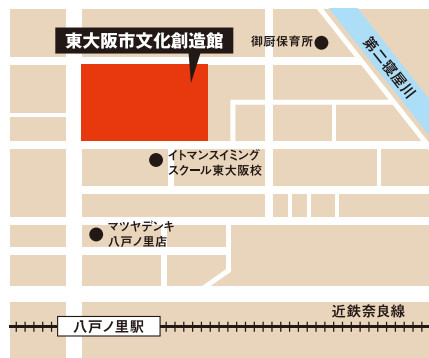 東大阪市文化創造館
御厨保育所
第二寝屋川
イトマンスイミング
スクール東大阪校
マツヤデンキ
八戸ノ里店
近鉄奈良線
八戸ノ里駅